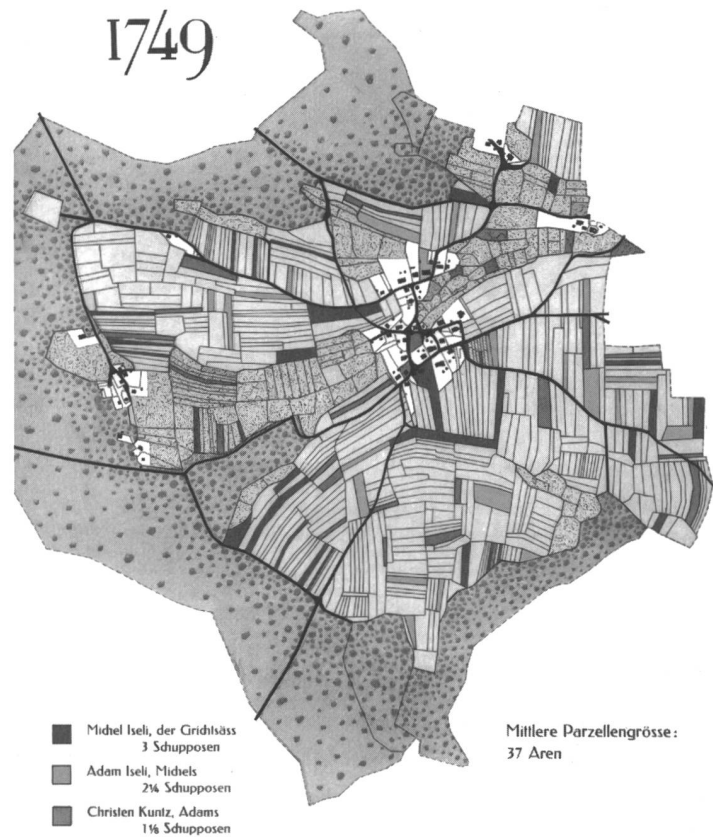 1749
Michel Iseli, der Grichtsäss
3 Schupposen
Adam Iseli, Michels
2¼ Schupposen
Christen Kuntz, Adams
1⅛ Schupposen
Mittlere Parzellengrösse:
37 Aren